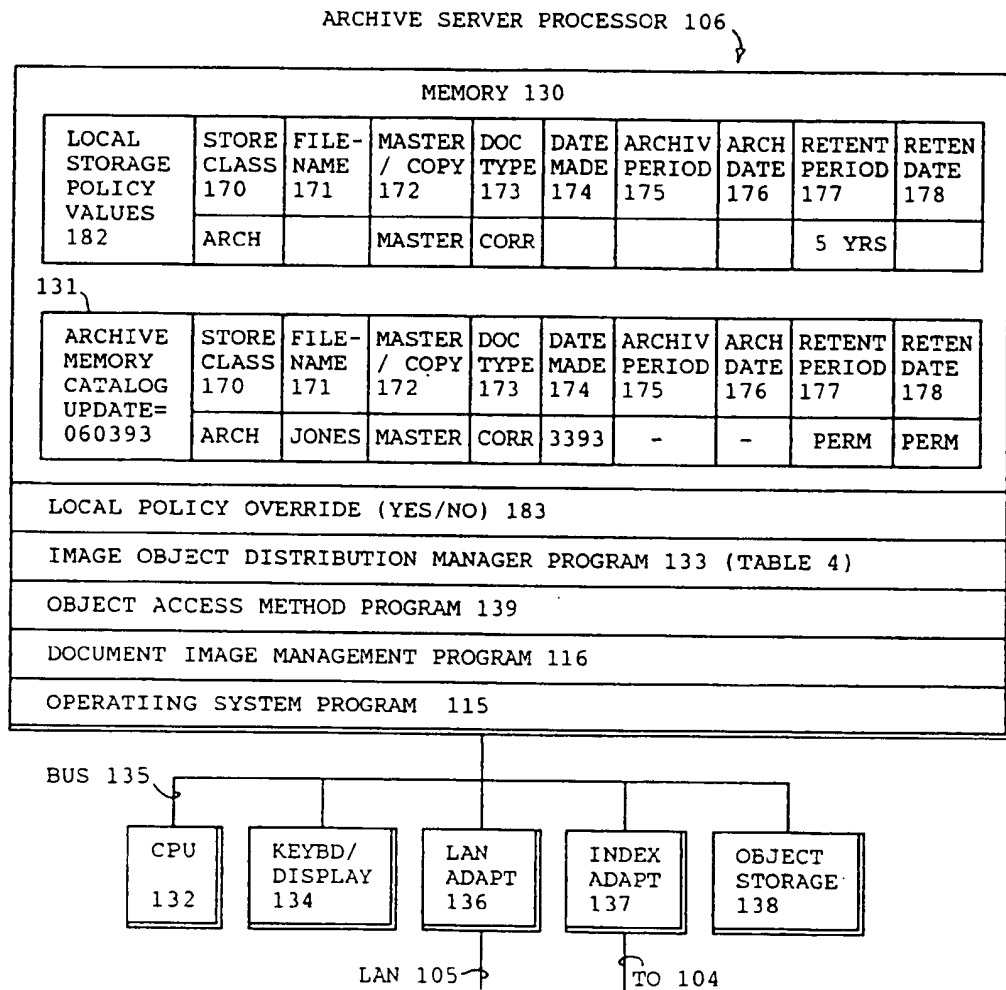 ARCHIVE SERVER PROCESSOR 106
MEMORY 130
LOCAL STORAGE POLICY VALUES 182
STORE CLASS 170
FILE-NAME 171
MASTER / COPY 172
DOC TYPE 173
DATE MADE 174
ARCHIV PERIOD 175
ARCH DATE 176
RETENT PERIOD 177
RETEN DATE 178
ARCH MASTER CORR 5 YRS
131
ARCHIVE MEMORY CATALOG UPDATE= 060393
STORE CLASS 170
FILE-NAME 171
MASTER / COPY 172
DOC TYPE 173
DATE MADE 174
ARCHIV PERIOD 175
ARCH DATE 176
RETENT PERIOD 177
RETEN DATE 178
ARCH JONES MASTER CORR 3393 - - PERM PERM
LOCAL POLICY OVERRIDE (YES/NO) 183
IMAGE OBJECT DISTRIBUTION MANAGER PROGRAM 133 (TABLE 4)
OBJECT ACCESS METHOD PROGRAM 139
DOCUMENT IMAGE MANAGEMENT PROGRAM 116
OPERATIING SYSTEM PROGRAM 115
BUS 135
CPU 132
KEYBD/ DISPLAY 134
LAN ADAPT 136
INDEX ADAPT 137
OBJECT STORAGE 138
LAN 105
TO 104